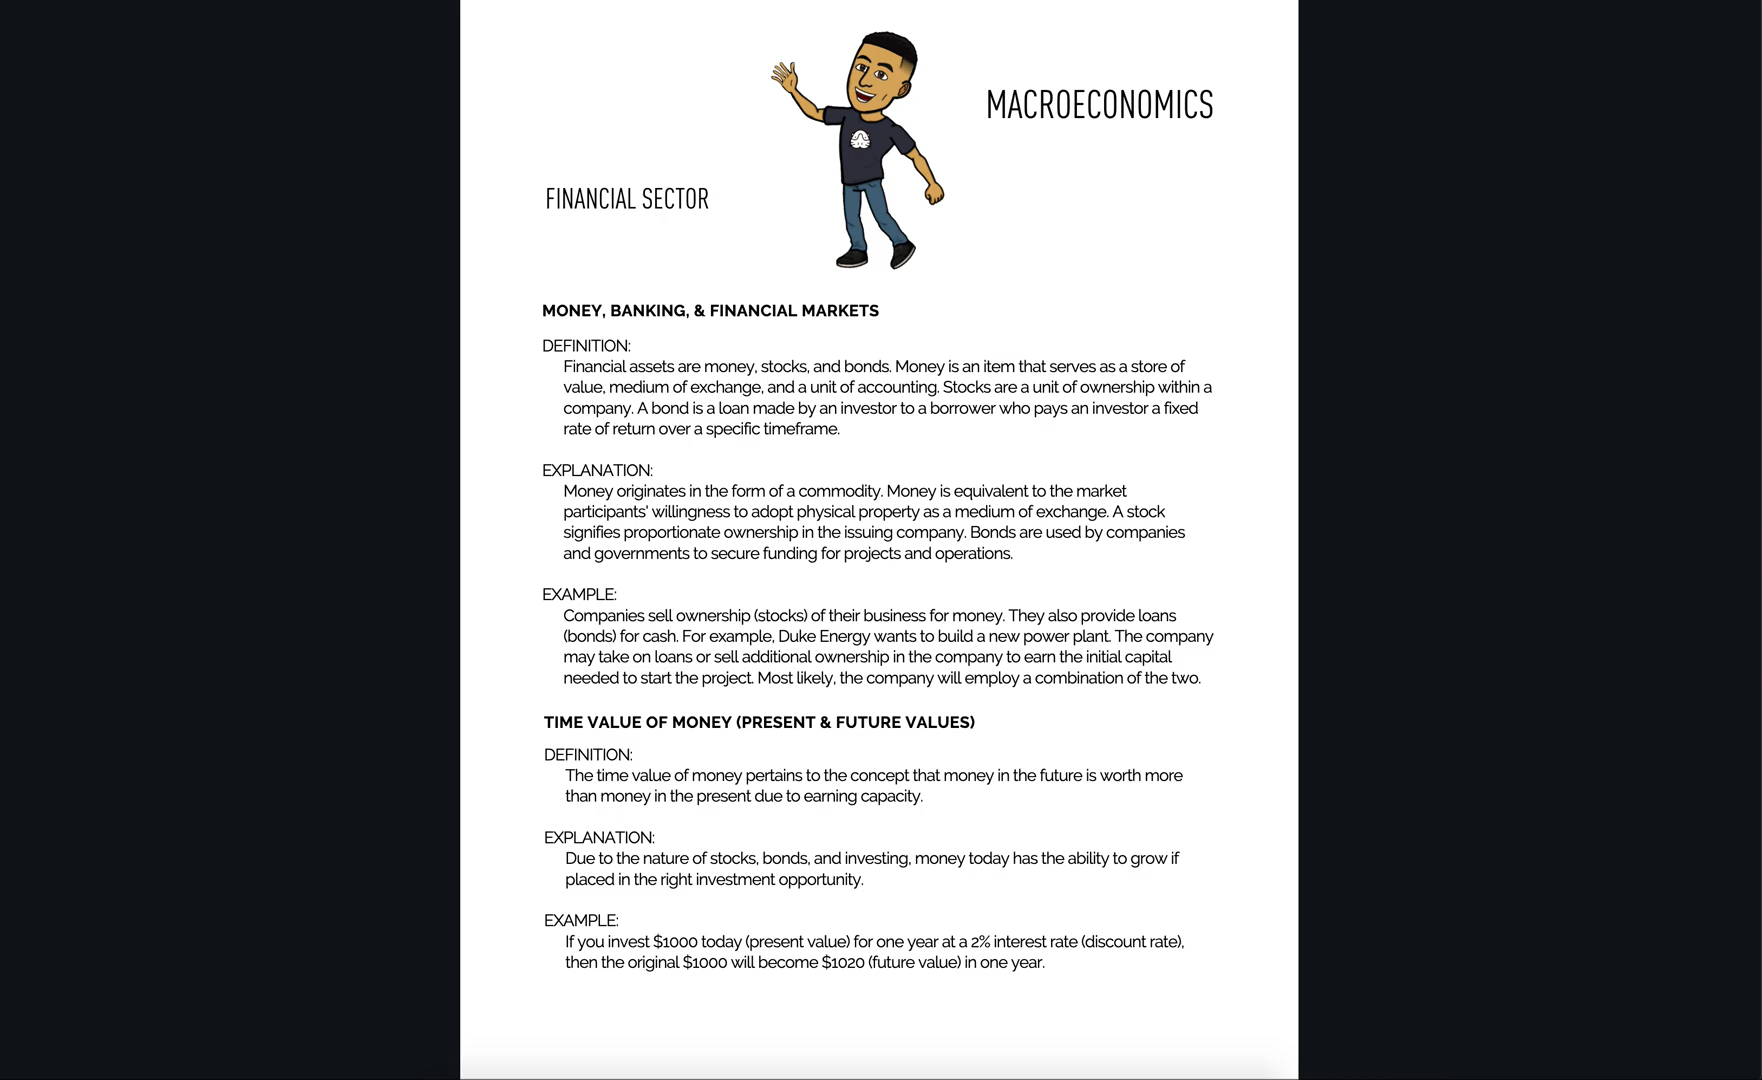 MACROECONOMICS
FINANCIAL SECTOR
MONEY, BANKING, & FINANCIAL MARKETS
DEFINITION:
Financial assets are money, stocks, and bonds. Money is an item that serves as a store of
value, medium of exchange, and a unit of accounting. Stocks are a unit of ownership within a
company. A bond is a loan made by an investor to a borrower who pays an investor a fixed
rate of return over a specific timeframe.
EXPLANATION:
Money originates in the form of a commodity. Money is equivalent to the market
participants' willingness to adopt physical property as a medium of exchange. A stock
signifies proportionate ownership in the issuing company. Bonds are used by companies
and governments to secure funding for projects and operations.
EXAMPLE:
Companies sell ownership (stocks) of their business for money. They also provide loans
(bonds) for cash. For example, Duke Energy wants to build a new power plant. The company
may take on loans or sell additional ownership in the company to earn the initial capital
needed to start the project. Most likely, the company will employ a combination of the two.
TIME VALUE OF MONEY (PRESENT & FUTURE VALUES)
DEFINITION:
The time value of money pertains to the concept that money in the future is worth more
than money in the present due to earning capacity.
EXPLANATION:
Due to the nature of stocks, bonds, and investing, money today has the ability to grow if
placed in the right investment opportunity.
EXAMPLE:
If you invest $1000 today (present value) for one year at a 2% interest rate (discount rate),
then the original $1000 will become $1020 (future value) in one year.